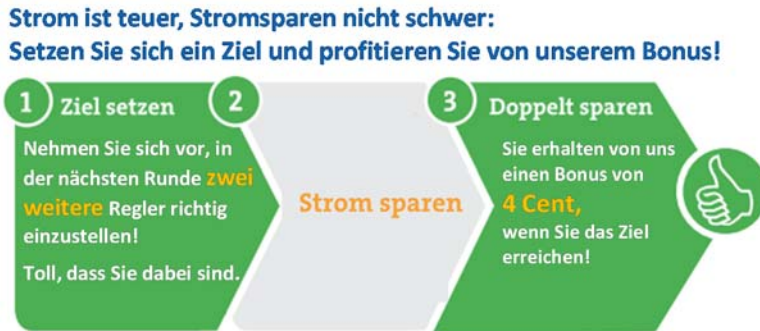 Strom ist teuer, Stromsparen nicht schwer:
Setzen Sie sich ein Ziel und profitieren Sie von unserem Bonus!
1 Ziel setzen
Nehmen Sie sich vor, in
der nächsten Runde zwei
weitere Regler richtig
einzustellen!
Toll, dass Sie dabei sind.
2
Strom sparen
3 Doppelt sparen
Sie erhalten von uns
einen Bonus von
4 Cent,
wenn Sie das Ziel
erreichen!